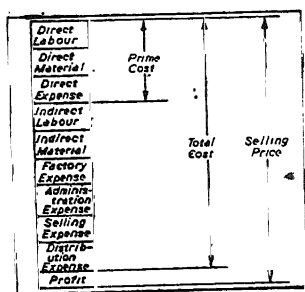 Direct
Labour
Direct
Material
Direct
Expense
Indirect
Labour
Indirect
Material
Factory
Expense
Adminis-
tration
Expense
Selling
Expense
Distrib-
ution
Expense
Profit
Prime
Cost
Total
Cost
Selling
Price